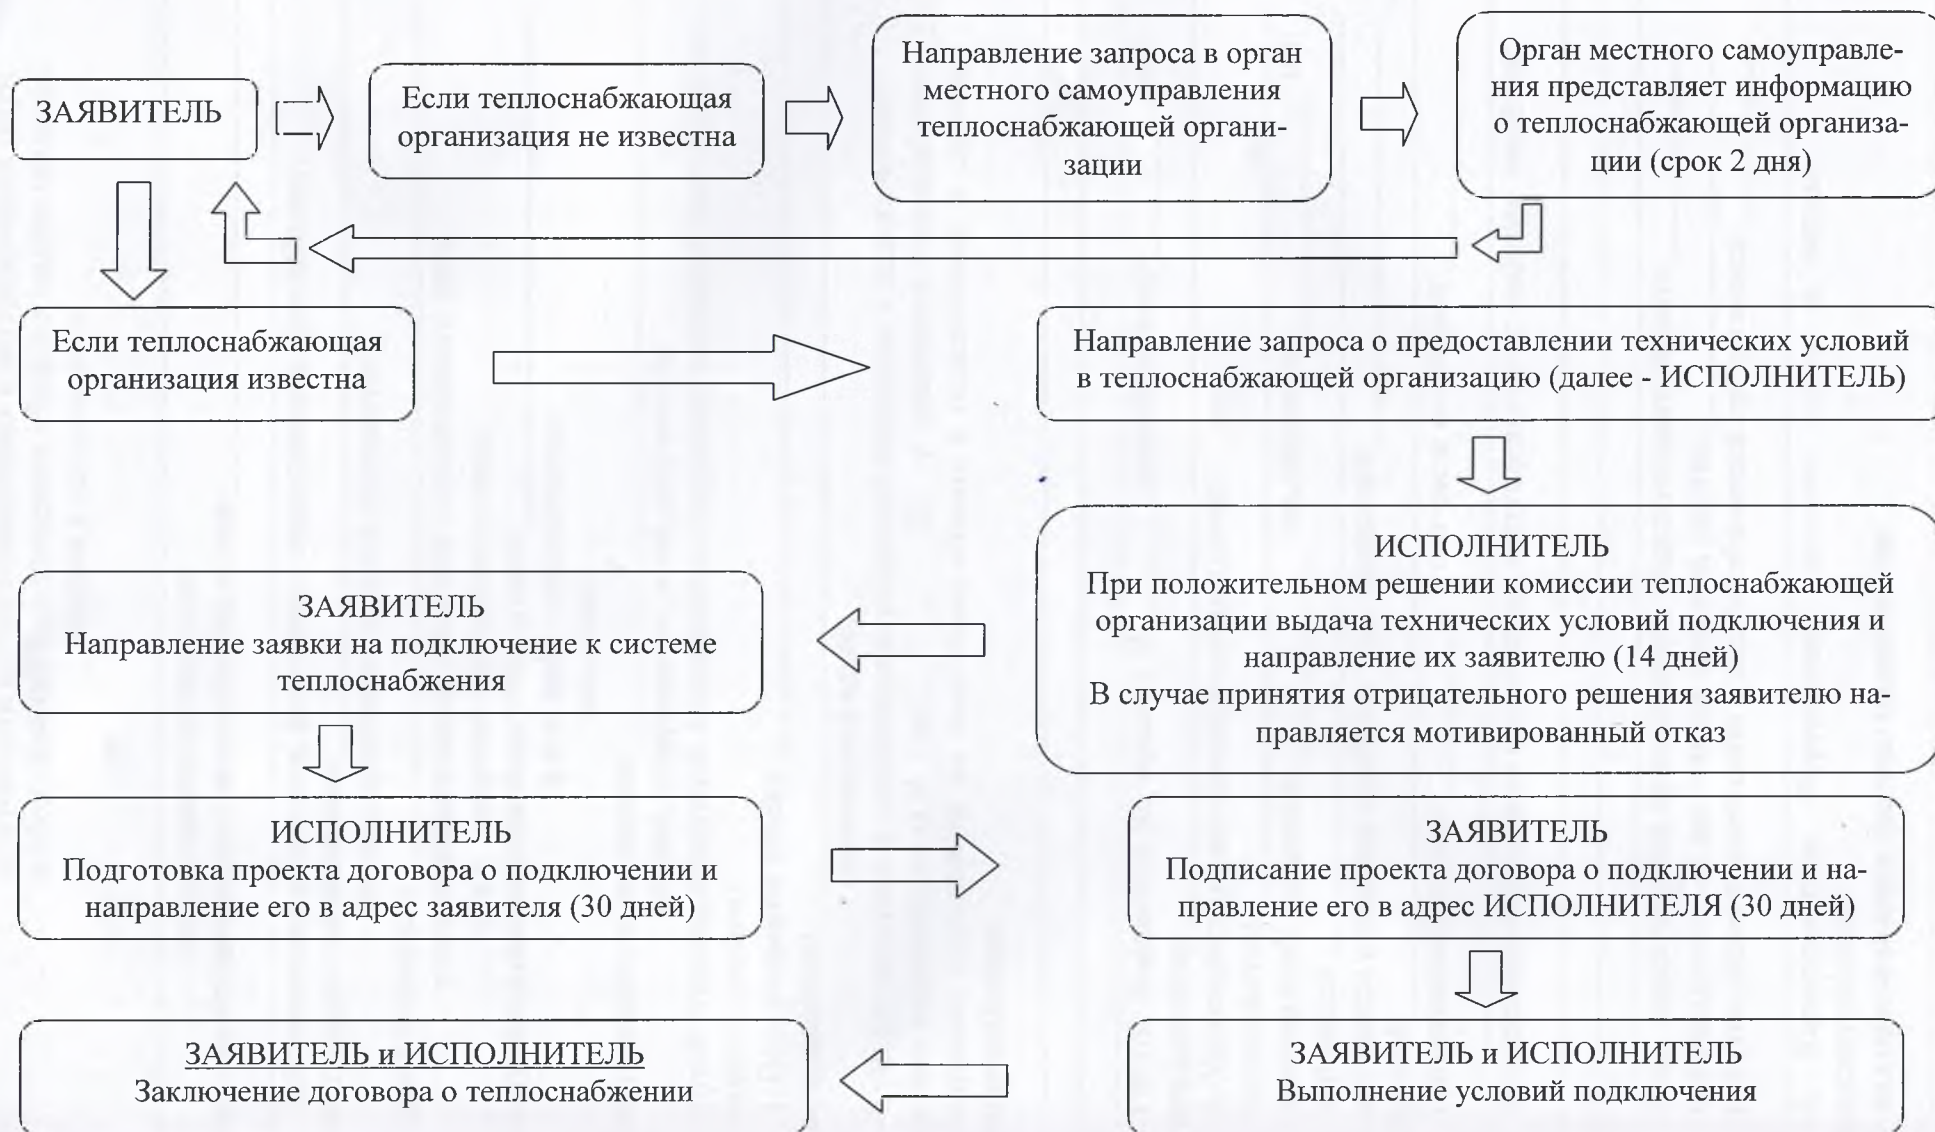 ЗАЯВИТЕЛЬ
Если теплоснабжающая
организация не известна
Направление запроса в орган
местного самоуправления
теплоснабжающей органи-
зации
Орган местного самоуправле-
ния представляет информацию
о теплоснабжающей организа-
ции (срок 2 дня)
Если теплоснабжающая
организация известна
Направление запроса о предоставлении технических условий
в теплоснабжающей организацию (далее - ИСПОЛНИТЕЛЬ)
ИСПОЛНИТЕЛЬ
При положительном решении комиссии теплоснабжающей
организации выдача технических условий подключения и
направление их заявителю (14 дней)
В случае принятия отрицательного решения заявителю на-
правляется мотивированный отказ
ЗАЯВИТЕЛЬ
Направление заявки на подключение к системе
теплоснабжения
ИСПОЛНИТЕЛЬ
Подготовка проекта договора о подключении и
направление его в адрес заявителя (30 дней)
ЗАЯВИТЕЛЬ
Подписание проекта договора о подключении и на-
правление его в адрес ИСПОЛНИТЕЛЯ (30 дней)
ЗАЯВИТЕЛЬ и ИСПОЛНИТЕЛЬ
Выполнение условий подключения
ЗАЯВИТЕЛЬ и ИСПОЛНИТЕЛЬ
Заключение договора о теплоснабжении